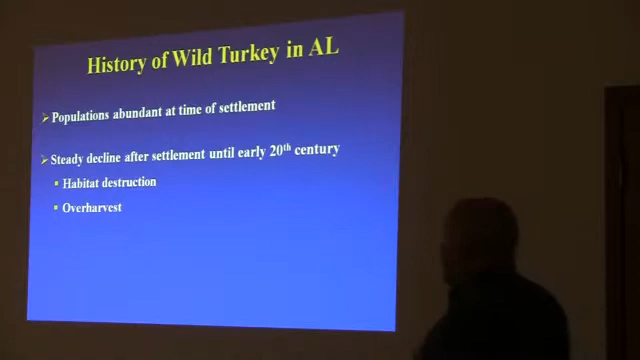 History of Wild Turkey in AL
Populations abundant at time of settlement
Steady decline after settlement until early 20th century
Habitat destruction
Overharvest